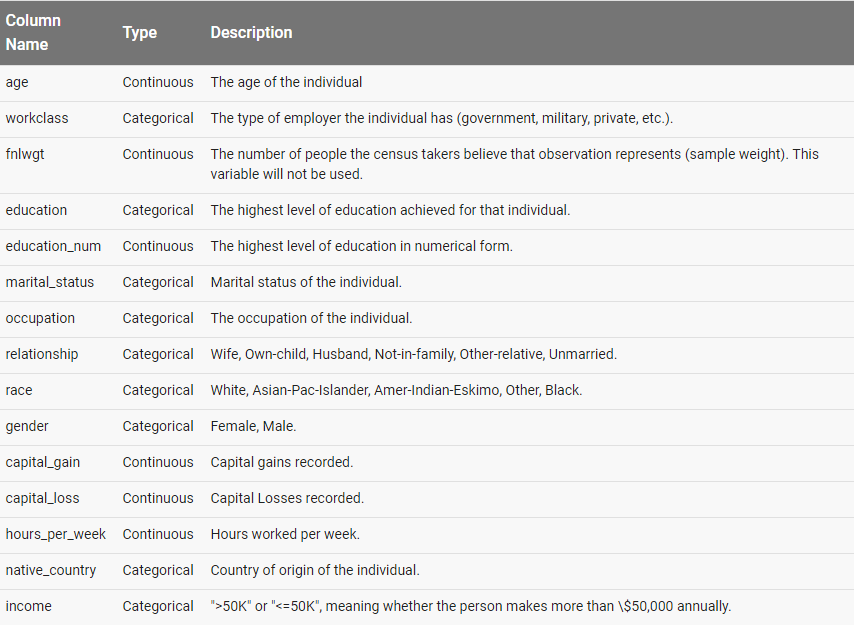 Column Name Type Description
age Continuous The age of the individual
workclass Categorical The type of employer the individual has (government, military, private, etc.).
fnlwgt Continuous The number of people the census takers believe that observation represents (sample weight). This
variable will not be used.
education Categorical The highest level of education achieved for that individual.
education_num Continuous The highest level of education in numerical form.
marital_status Categorical Marital status of the individual.
occupation Categorical The occupation of the individual.
relationship Categorical Wife, Own-child, Husband, Not-in-family, Other-relative, Unmarried.
race Categorical White, Asian-Pac-Islander, Amer-Indian-Eskimo, Other, Black.
gender Categorical Female, Male.
capital_gain Continuous Capital gains recorded.
capital_loss Continuous Capital Losses recorded.
hours_per_week Continuous Hours worked per week.
native_country Categorical Country of origin of the individual.
income Categorical ">50K" or "<=50K", meaning whether the person makes more than \$50,000 annually.